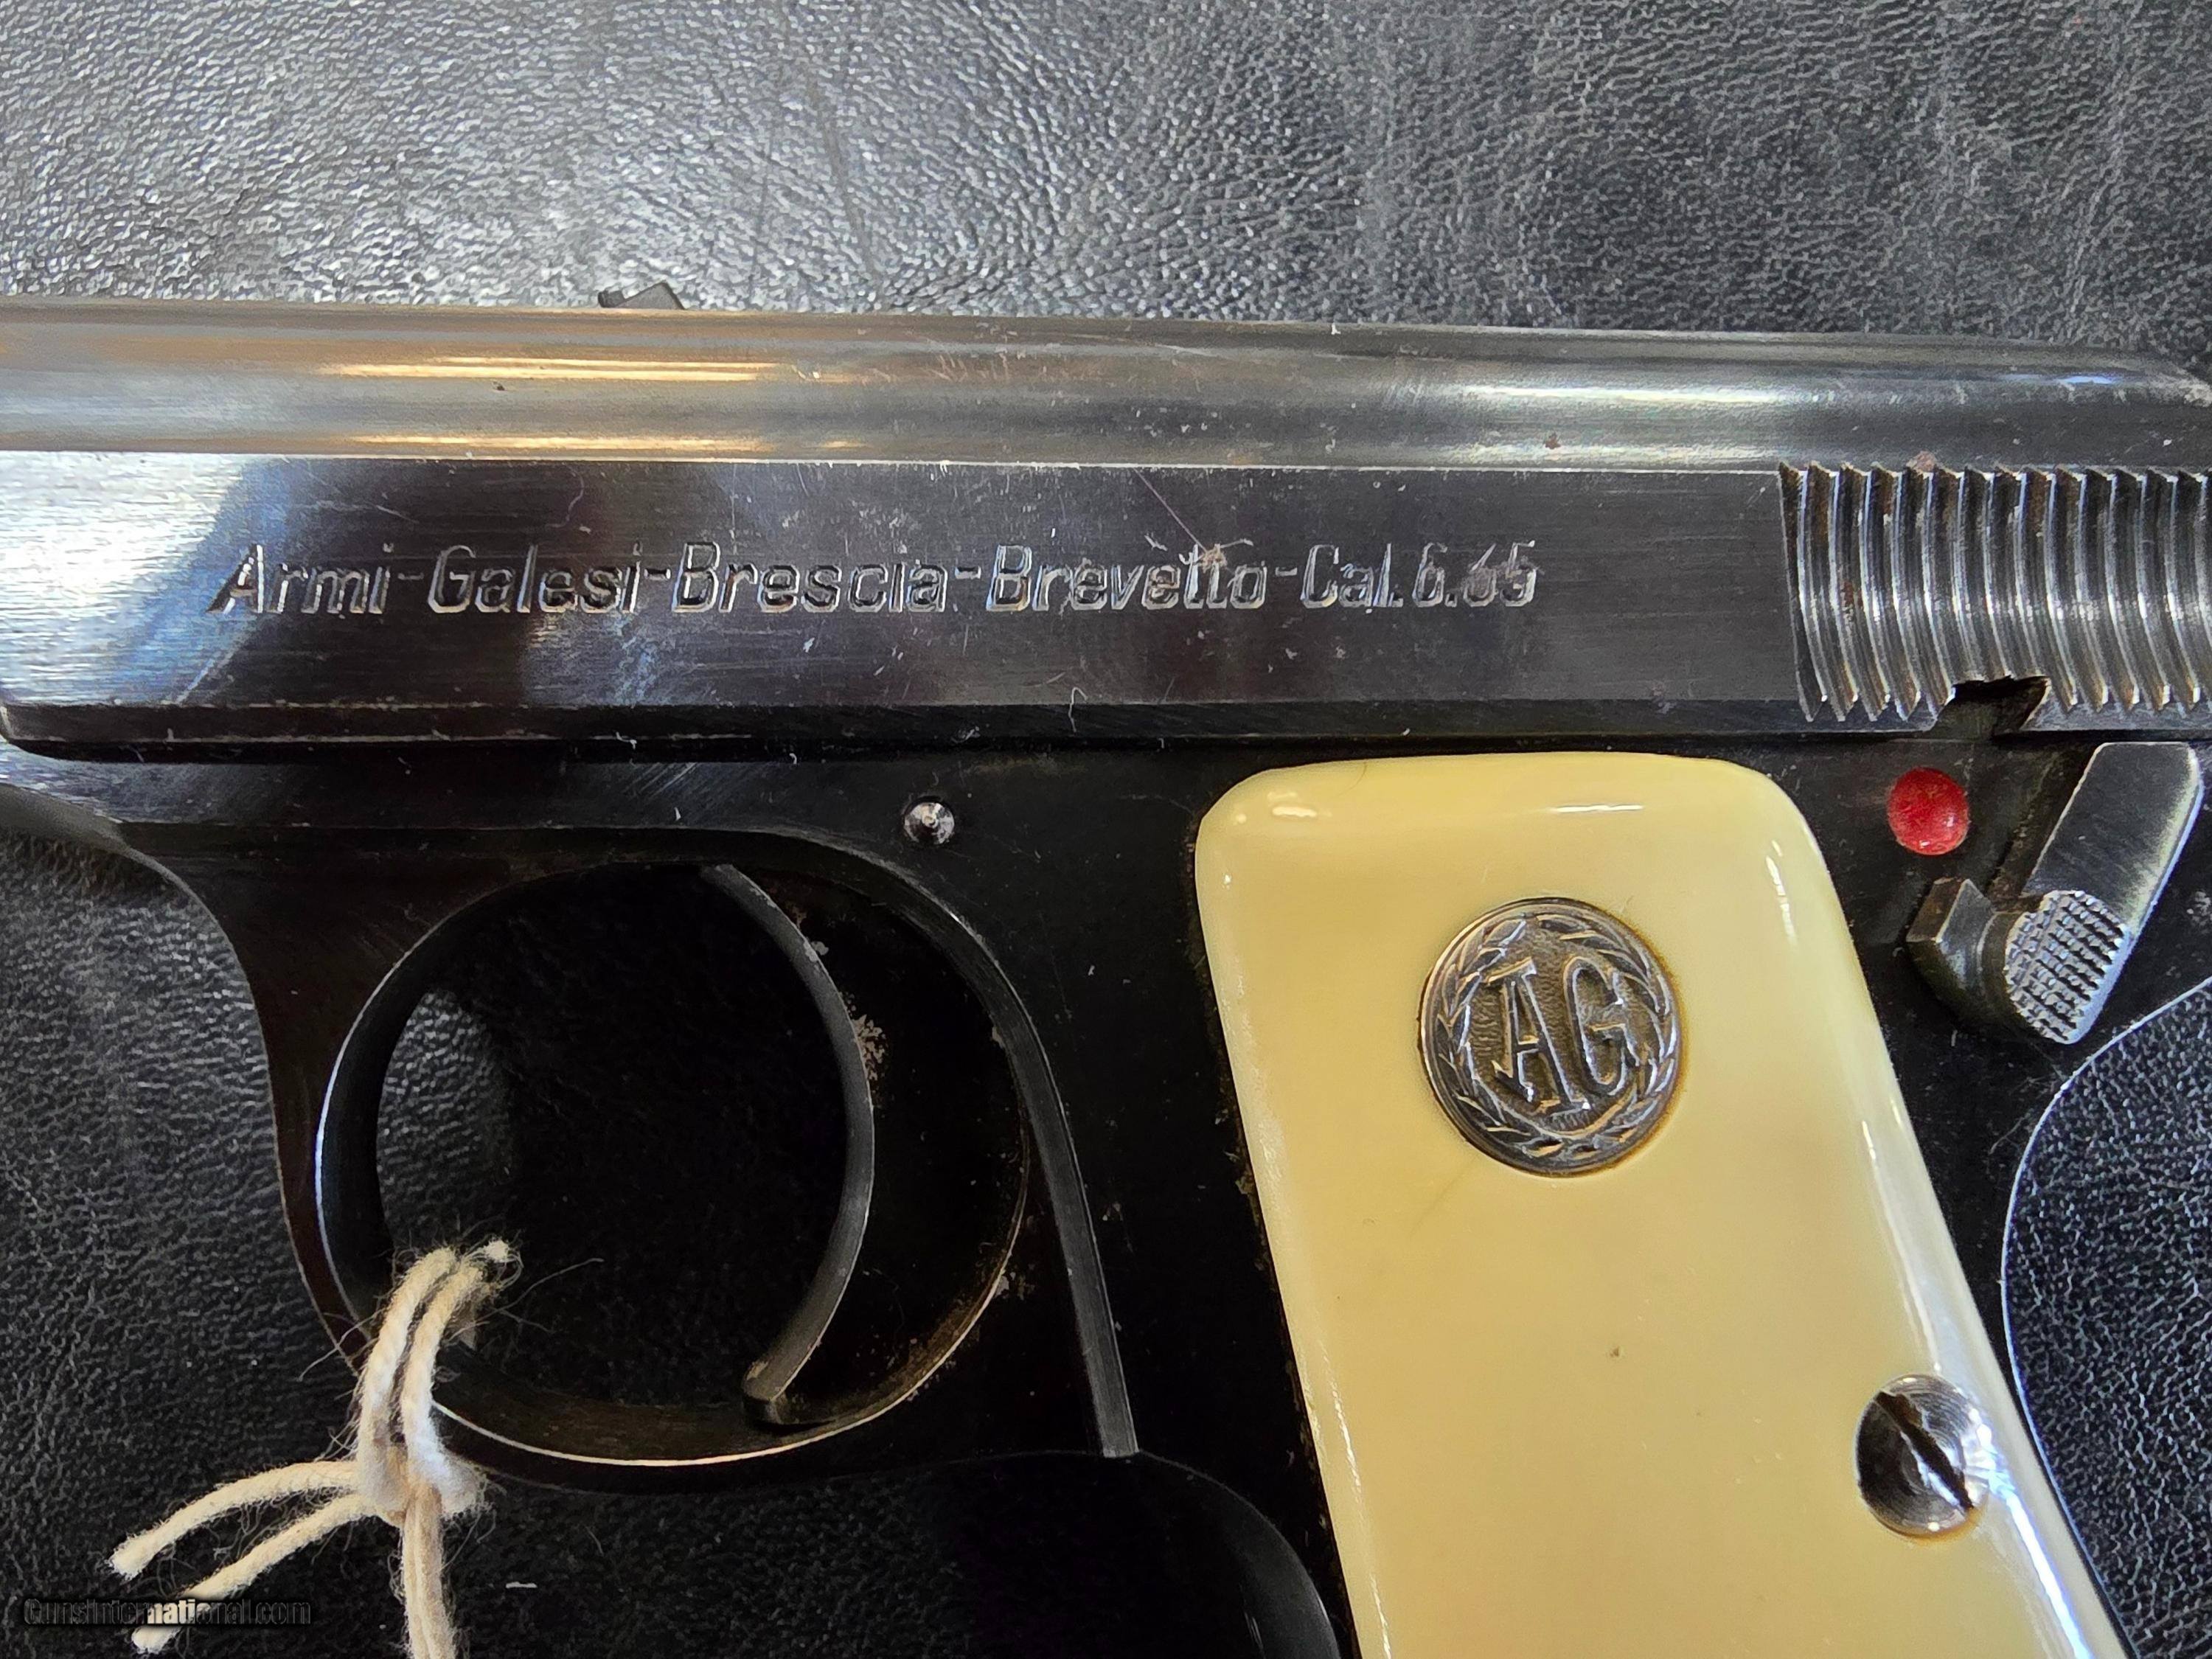 Armi-Galesi-Brescia-Brevetto-Cal.6.65
AG
Gunsinternational.com